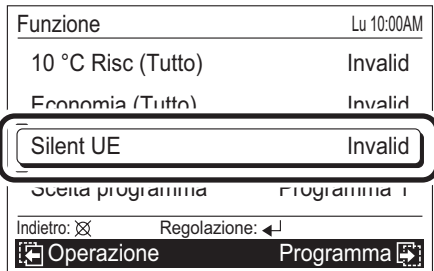 Funzione Lu 10:00AM
10 °C Risc (Tutto) Invalid
Economia (Tutto) Invalid
Silent UE Invalid
Scelta programma Programma 1
Indietro: Regolazione:
Operazione Programma